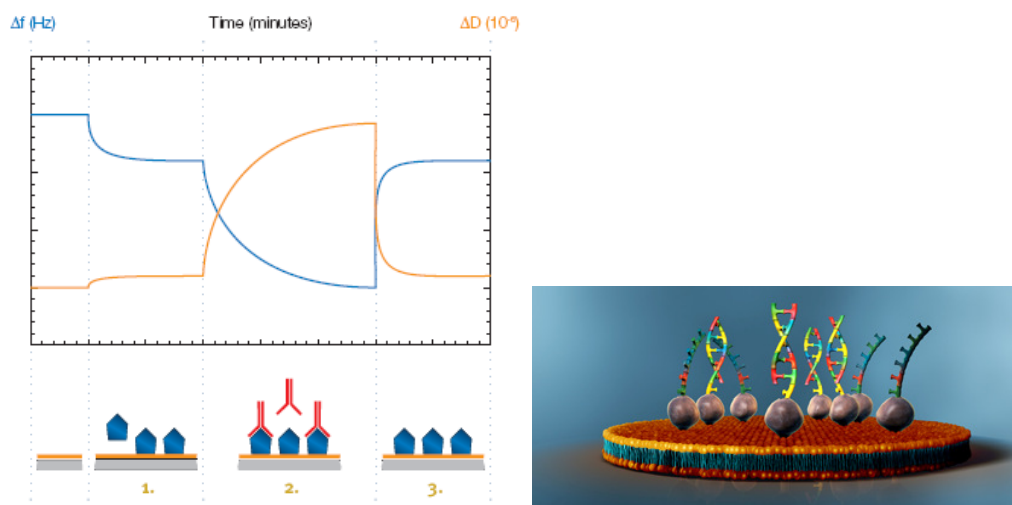 Δf (Hz) Time (minutes) ΔD (10⁻⁶)
1. 2. 3.